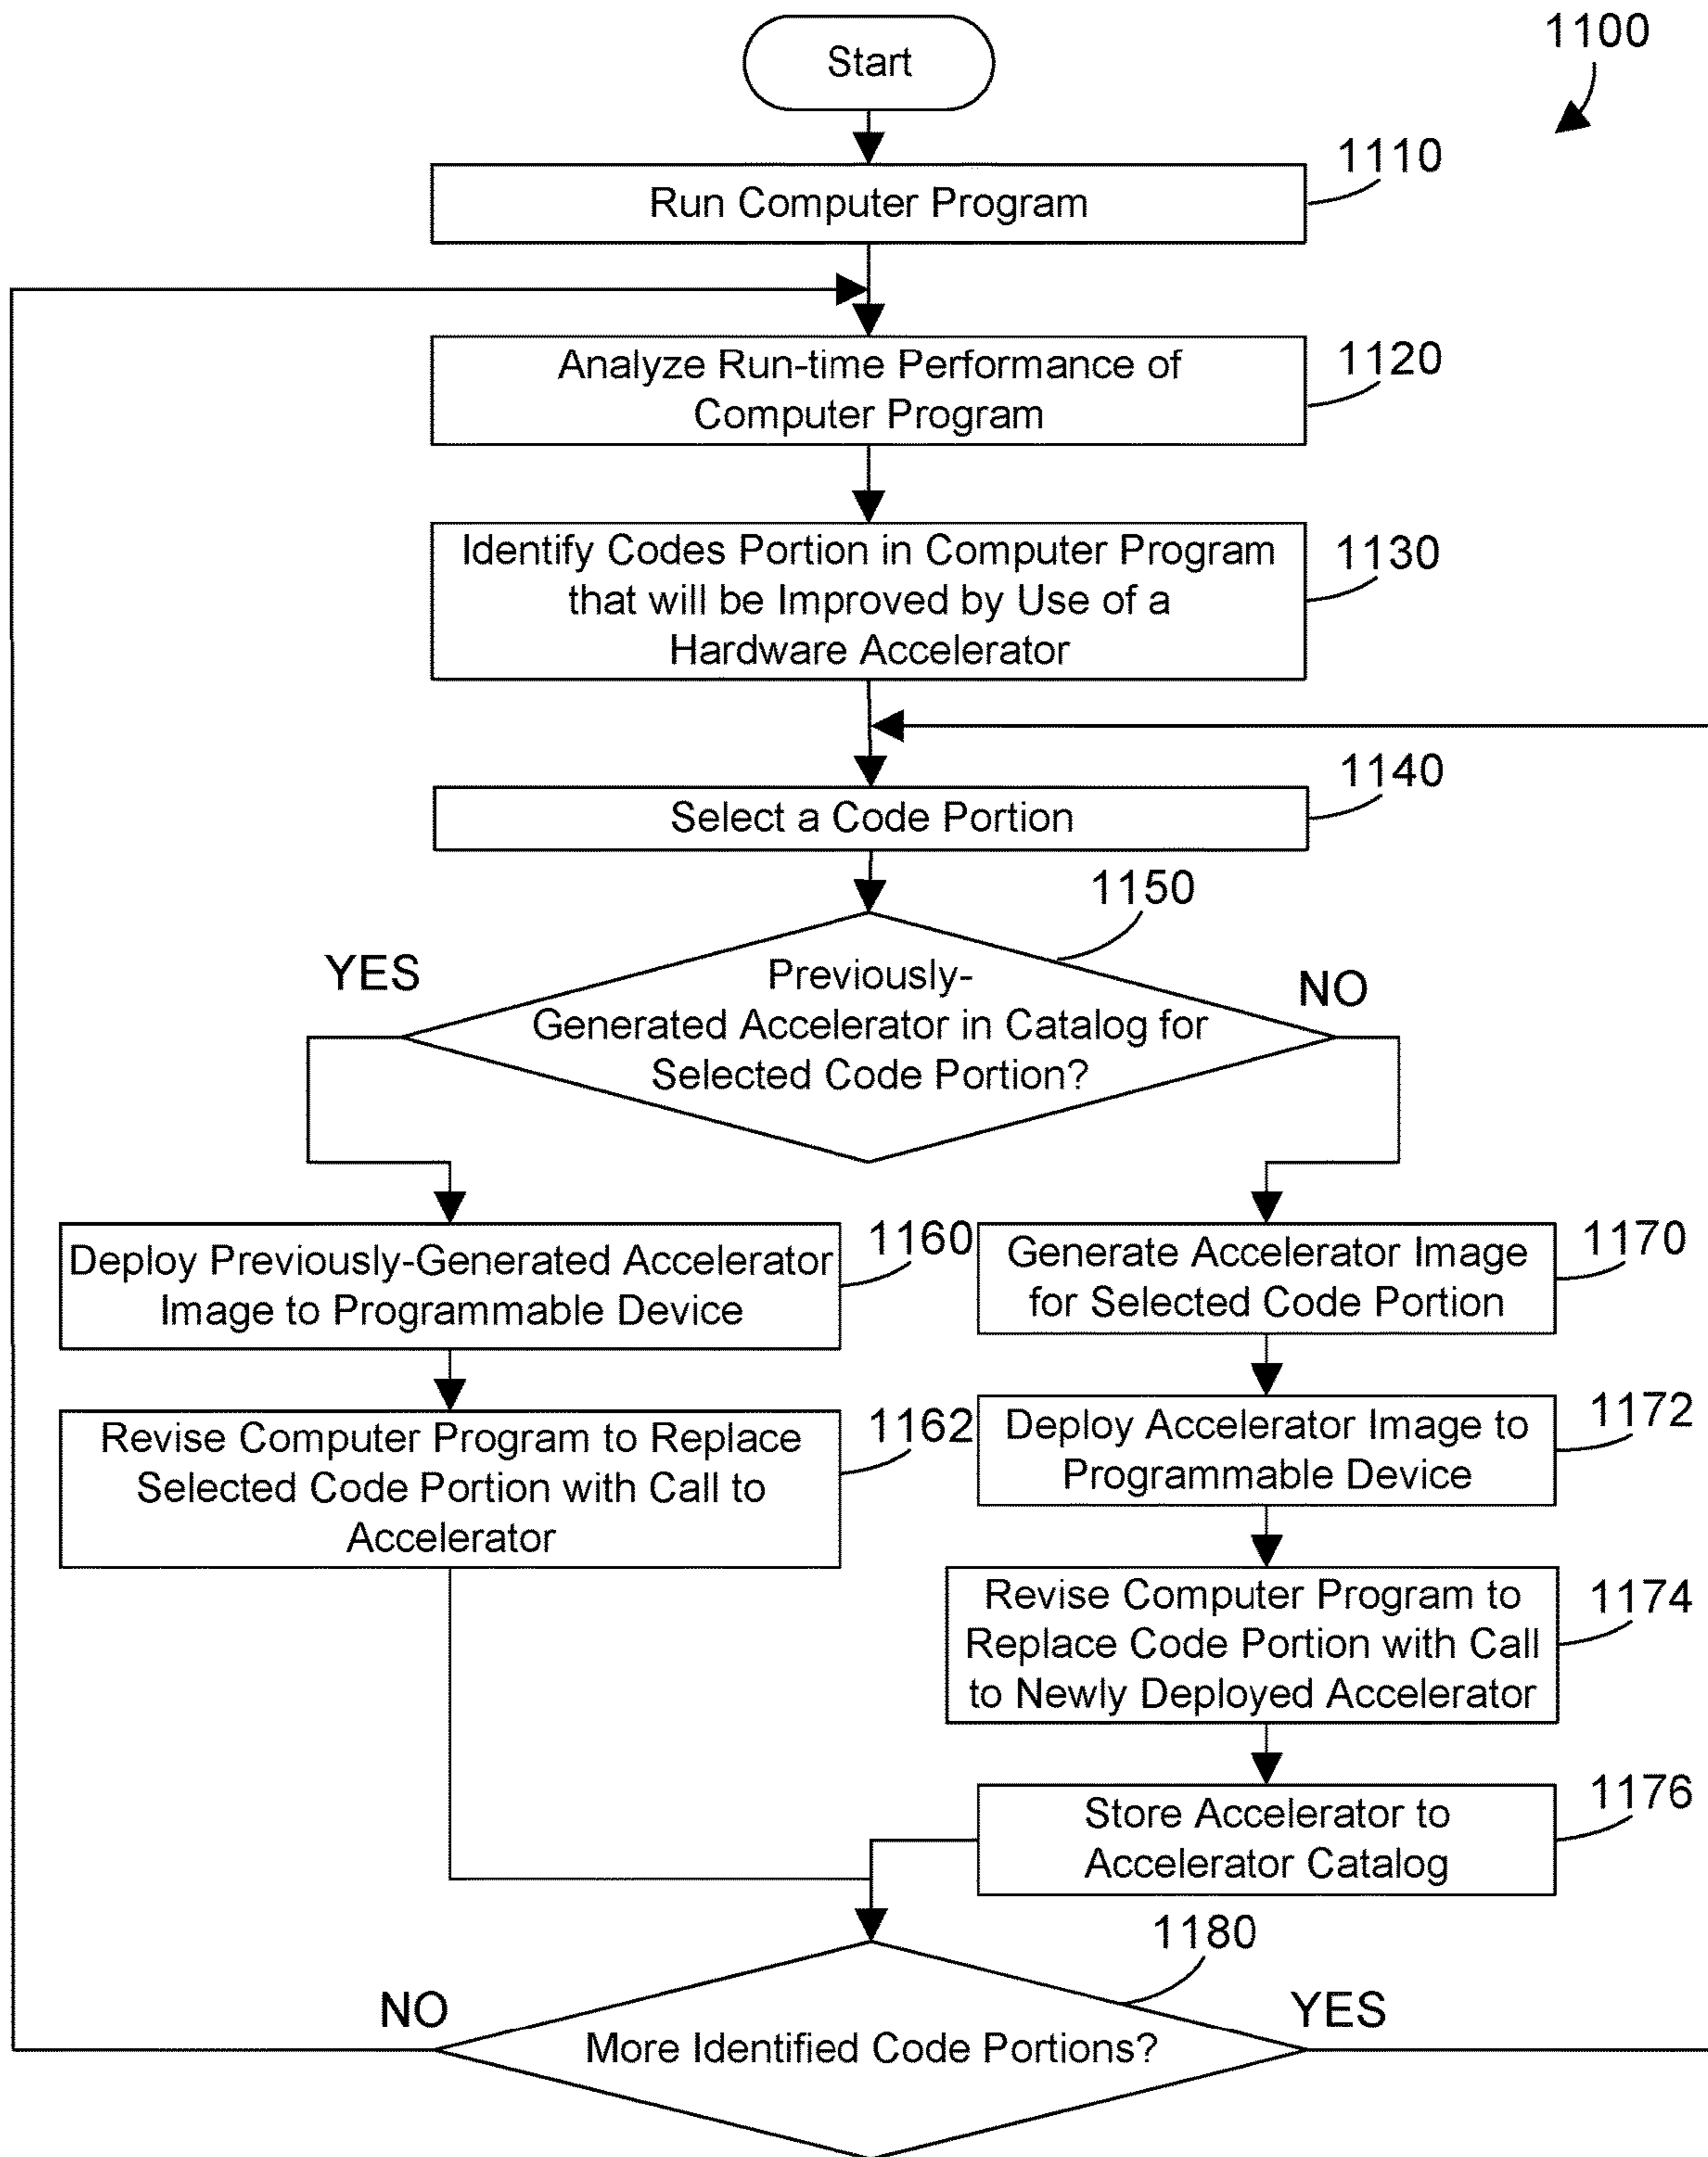 1100
Start
1110
Run Computer Program
1120
Analyze Run-time Performance of
Computer Program
1130
Identify Codes Portion in Computer Program
that will be Improved by Use of a
Hardware Accelerator
1140
Select a Code Portion
1150
YES
NO
Previously-
Generated Accelerator in Catalog for
Selected Code Portion?
1160
Deploy Previously-Generated Accelerator
Image to Programmable Device
1162
Revise Computer Program to Replace
Selected Code Portion with Call to
Accelerator
1170
Generate Accelerator Image
for Selected Code Portion
1172
Deploy Accelerator Image to
Programmable Device
1174
Revise Computer Program to
Replace Code Portion with Call
to Newly Deployed Accelerator
1176
Store Accelerator to
Accelerator Catalog
1180
NO
YES
More Identified Code Portions?